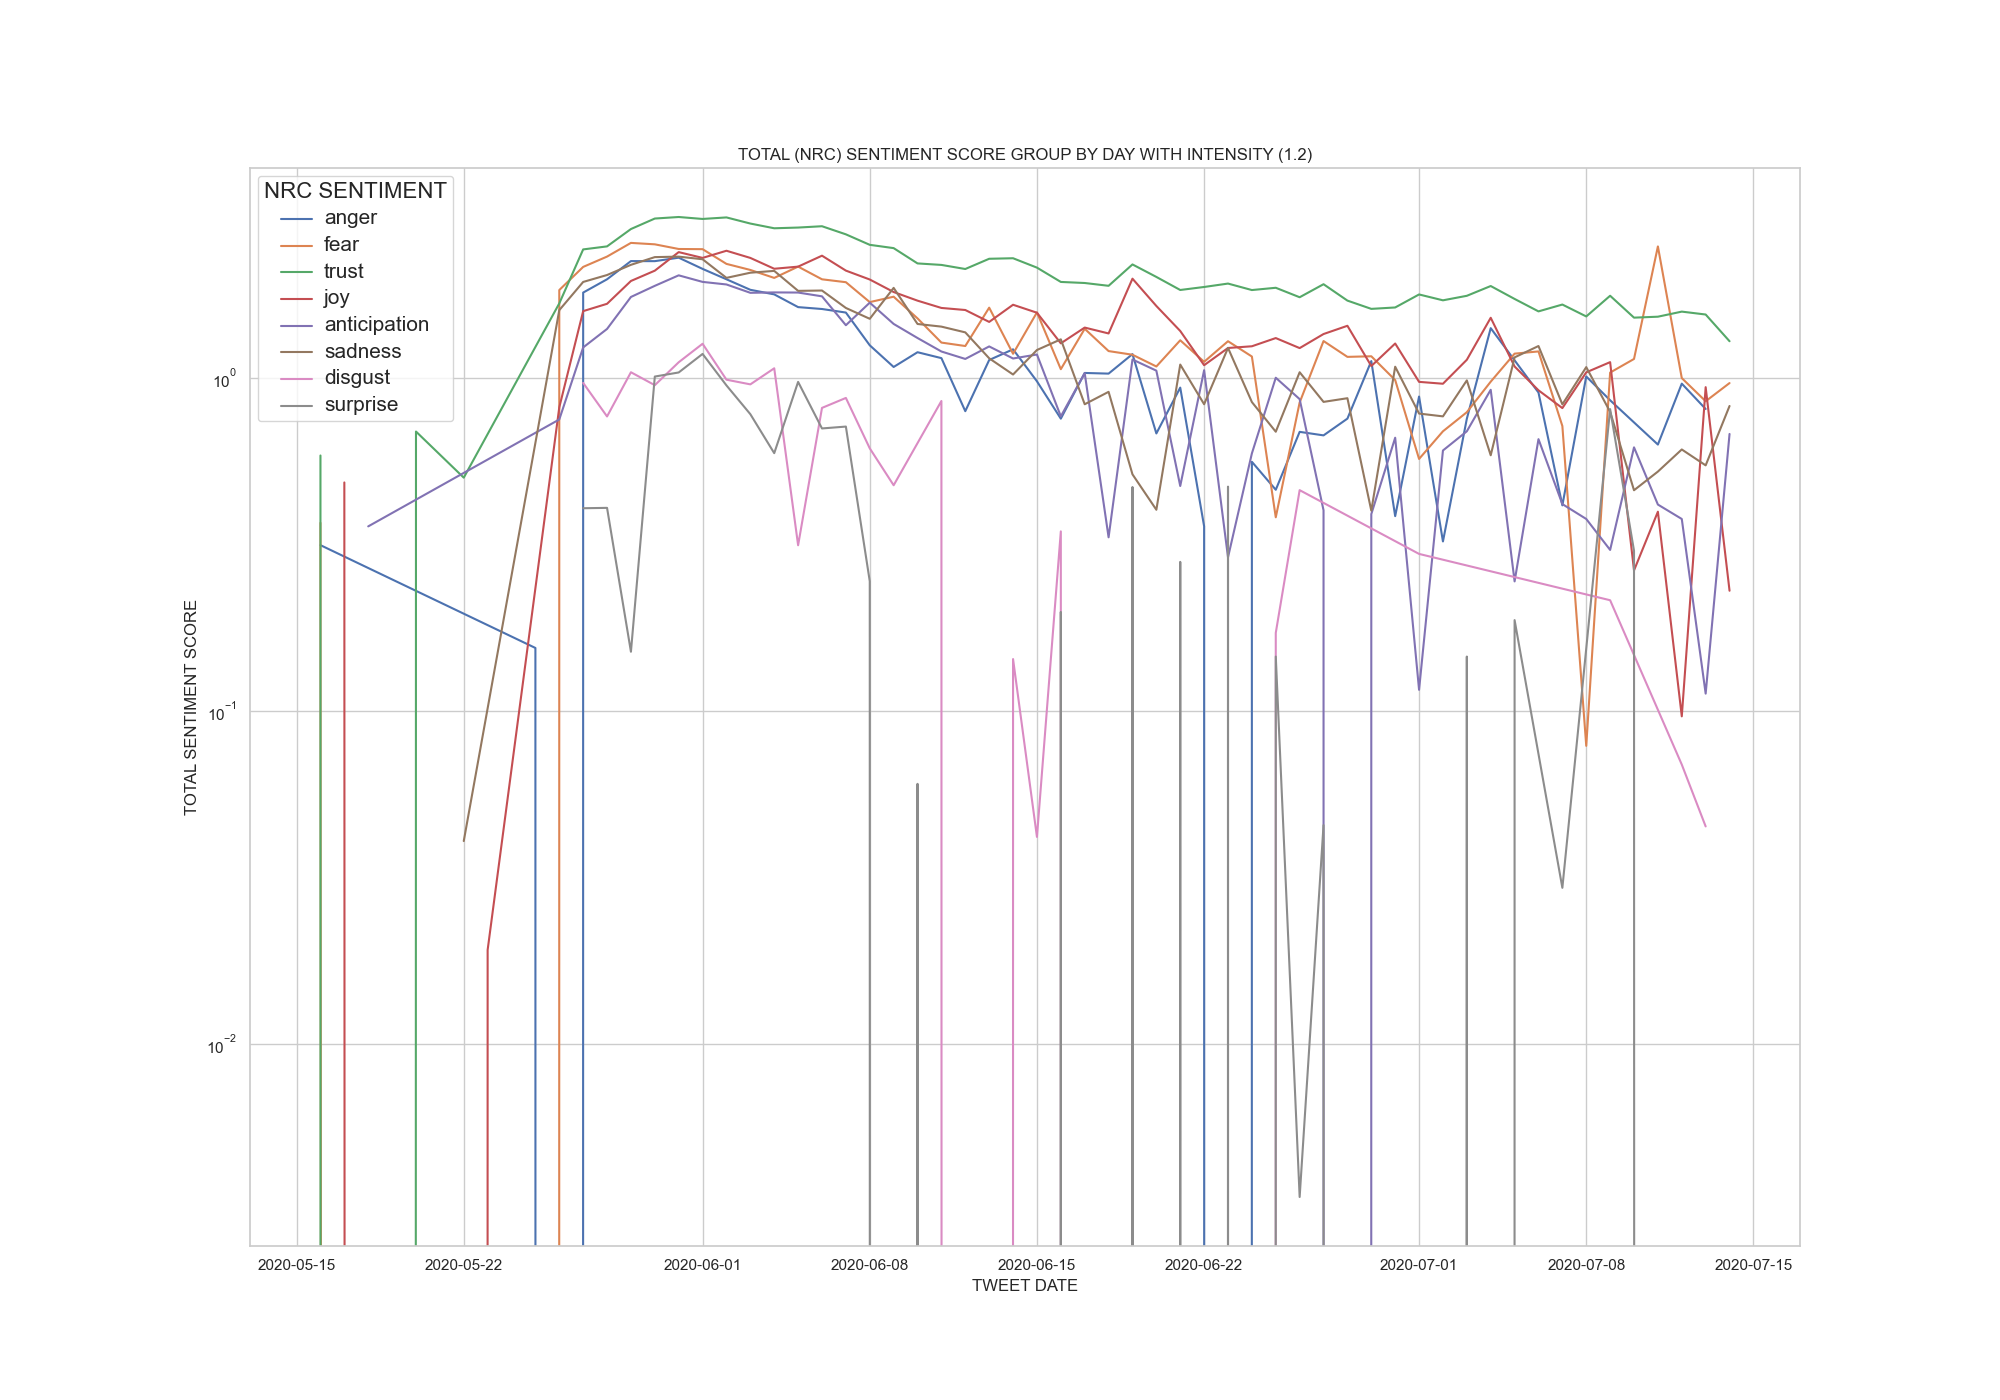 TOTAL (NRC) SENTIMENT SCORE GROUP BY DAY WITH INTENSITY (1.2)
NRC SENTIMENT
anger
fear
trust
joy
anticipation
sadness
disgust
surprise
TOTAL SENTIMENT SCORE
10⁰
10⁻¹
10⁻²
2020-05-15 2020-05-22 2020-06-01 2020-06-08 2020-06-15 2020-06-22 2020-07-01 2020-07-08 2020-07-15
TWEET DATE